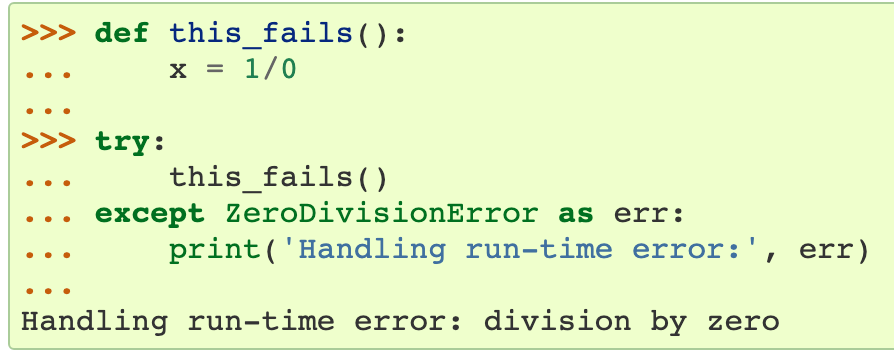 >>> def this_fails():
...     x = 1/0
...
>>> try:
...     this_fails()
... except ZeroDivisionError as err:
...     print('Handling run-time error:', err)
...
Handling run-time error: division by zero